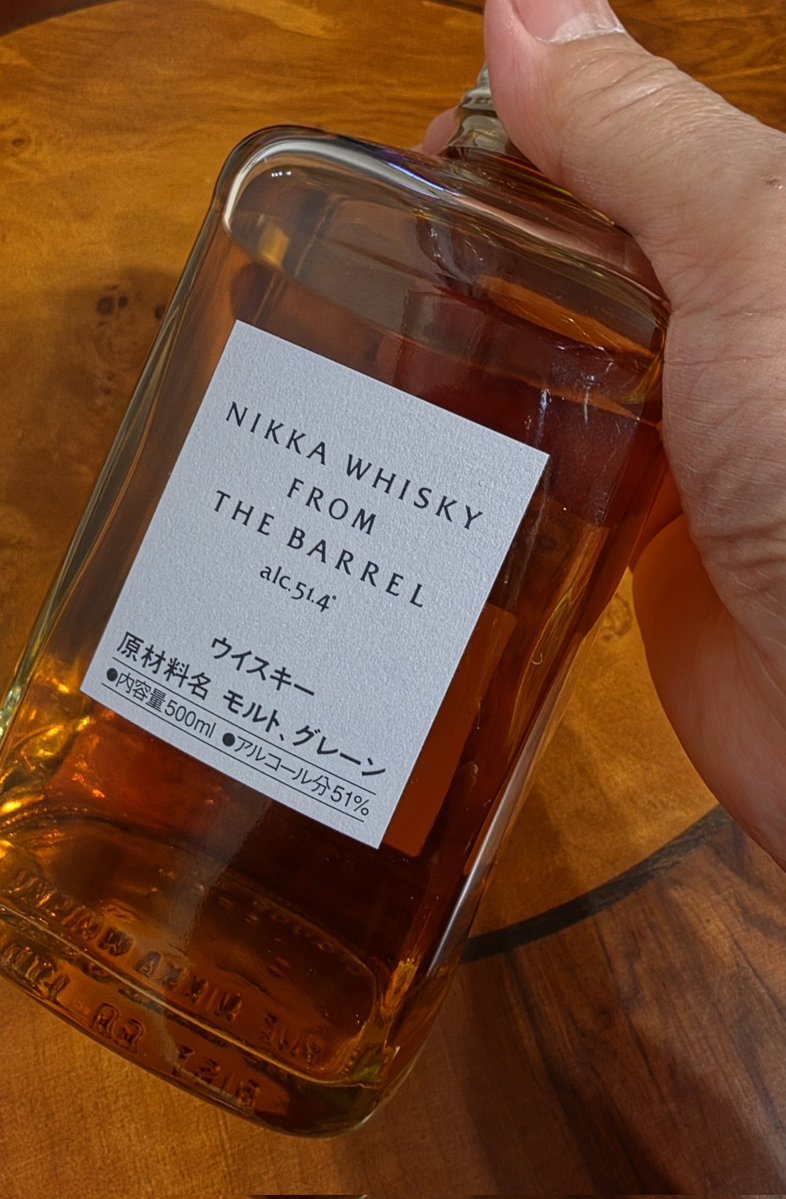 NIKKA WHISKY
FROM
THE BARREL
alc.51.4°
ウイスキー
原材料名 モルト、グレーン
●内容量500ml ●アルコール分51%